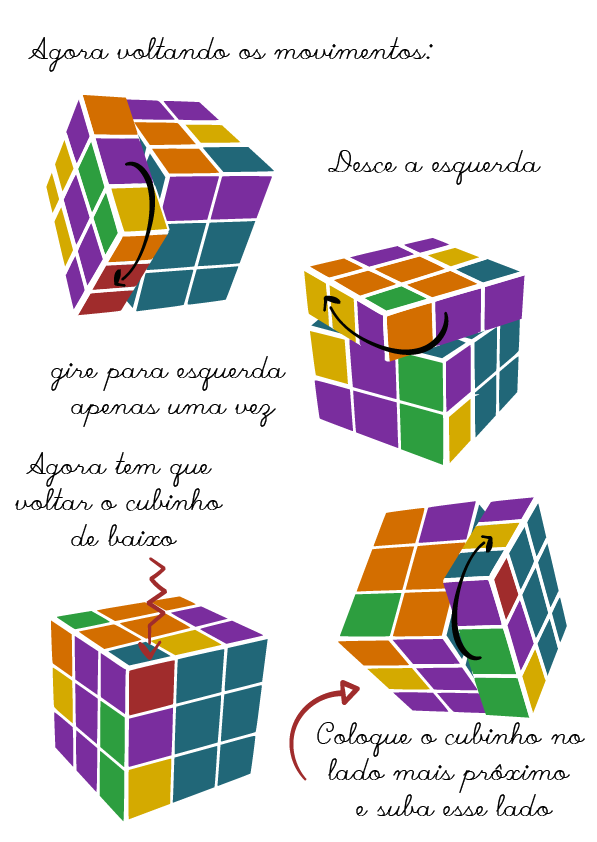 Agora voltando os movimentos:
Desce a esquerda
gire para esquerda
apenas uma vez
Agora tem que
voltar o cubinho
de baixo
Coloque o cubinho no
lado mais prôximo
e suba esse lado